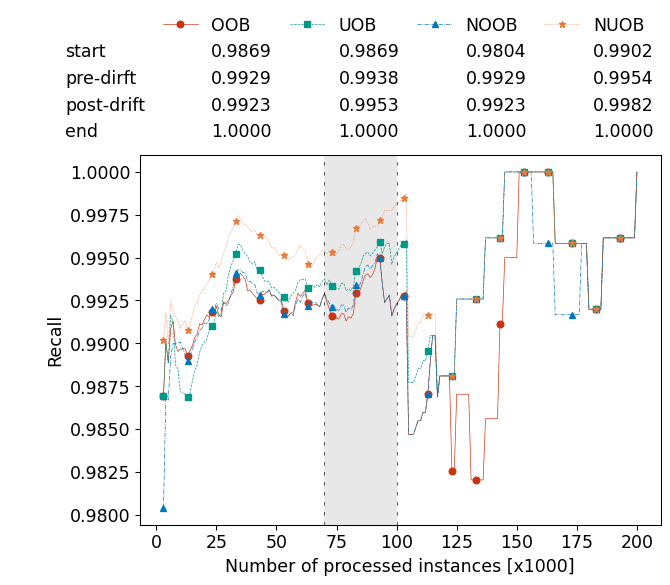 OOB UOB NOOB NUOB
start 0.9869 0.9869 0.9804 0.9902
pre-dirft 0.9929 0.9938 0.9929 0.9954
post-drift 0.9923 0.9953 0.9923 0.9982
end 1.0000 1.0000 1.0000 1.0000
1.0000
0.9975
0.9950
0.9925
0.9900
0.9875
0.9850
0.9825
0.9800
Recall
0 25 50 75 100 125 150 175 200
Number of processed instances [x1000]